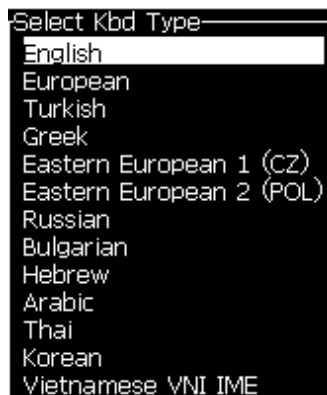 Select Kbd Type
English
European
Turkish
Greek
Eastern European 1 (CZ)
Eastern European 2 (POL)
Russian
Bulgarian
Hebrew
Arabic
Thai
Korean
Vietnamese VNI IME